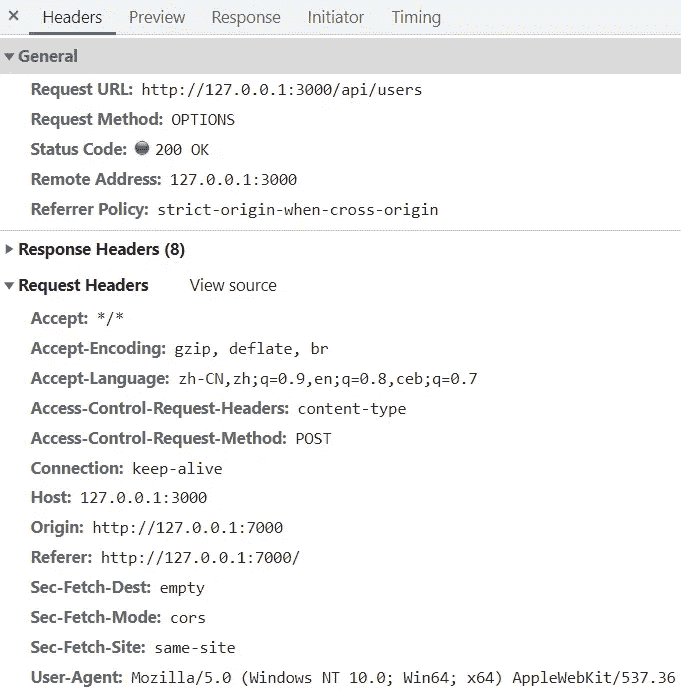 Headers Preview Response Initiator Timing
General
Request URL: http://127.0.0.1:3000/api/users
Request Method: OPTIONS
Status Code: 200 OK
Remote Address: 127.0.0.1:3000
Referrer Policy: strict-origin-when-cross-origin
Response Headers (8)
Request Headers View source
Accept: */*
Accept-Encoding: gzip, deflate, br
Accept-Language: zh-CN,zh;q=0.9,en;q=0.8,ceb;q=0.7
Access-Control-Request-Headers: content-type
Access-Control-Request-Method: POST
Connection: keep-alive
Host: 127.0.0.1:3000
Origin: http://127.0.0.1:7000
Referer: http://127.0.0.1:7000/
Sec-Fetch-Dest: empty
Sec-Fetch-Mode: cors
Sec-Fetch-Site: same-site
User-Agent: Mozilla/5.0 (Windows NT 10.0; Win64; x64) AppleWebKit/537.36